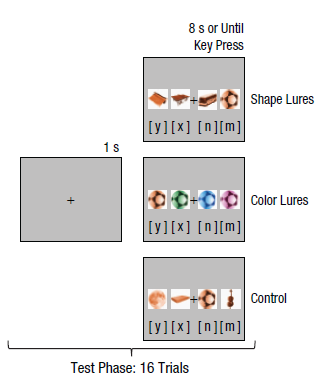 8 s or Until
Key Press
Shape Lures
[y][x] [n][m]
1 s
+
Color Lures
[y][x] [n][m]
Control
[y][x] [n][m]
Test Phase: 16 Trials